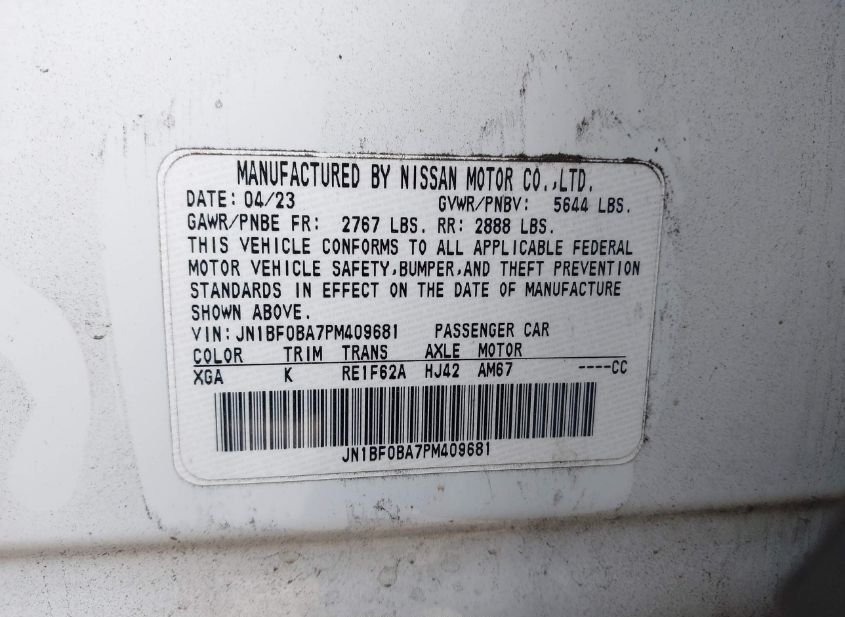 MANUFACTURED BY NISSAN MOTOR CO.,LTD.
DATE: 04/23 GVWR/PNBV: 5644 LBS.
GAWR/PNBE FR: 2767 LBS. RR: 2888 LBS.
THIS VEHICLE CONFORMS TO ALL APPLICABLE FEDERAL
MOTOR VEHICLE SAFETY,BUMPER,AND THEFT PREVENTION
STANDARDS IN EFFECT ON THE DATE OF MANUFACTURE
SHOWN ABOVE.
VIN:JN1BF0BA7PM409681 PASSENGER CAR
COLOR TRIM TRANS AXLE MOTOR
XGA K RE1F62A HJ42 AM67 ----CC
JN1BF0BA7PM409681